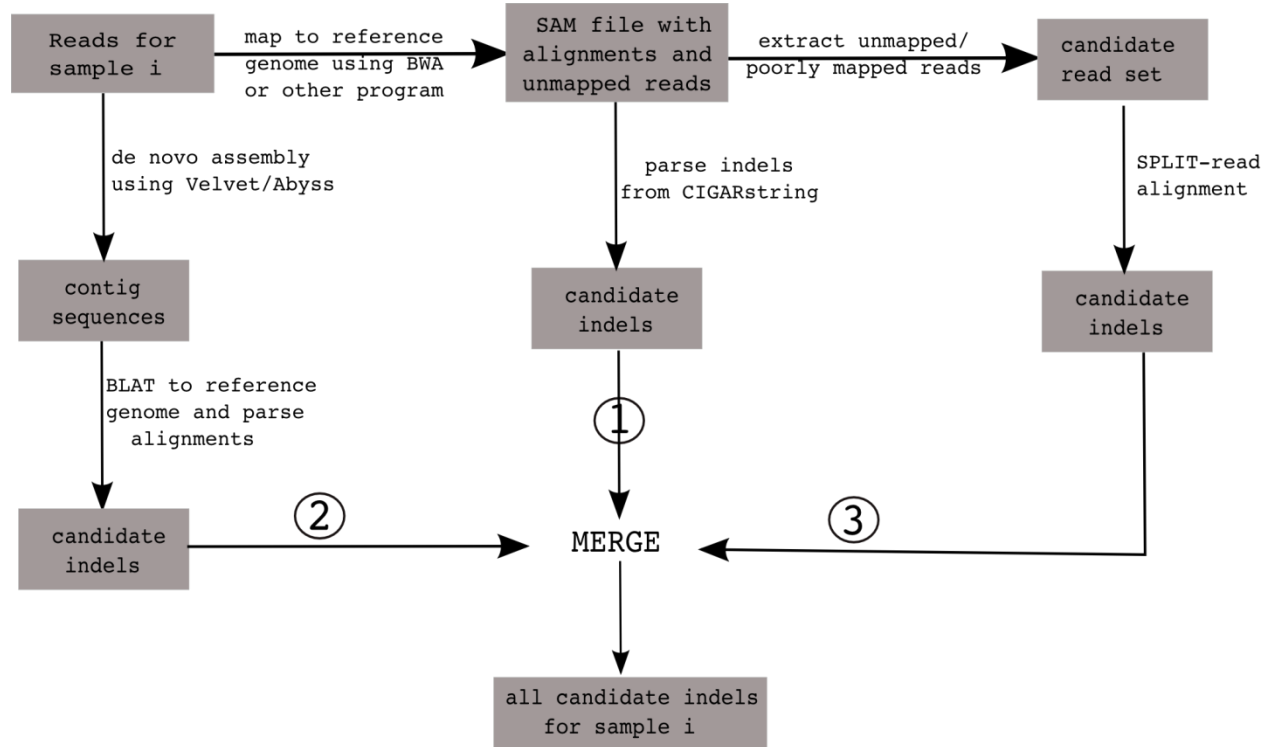 Reads for
sample i
map to reference
genome using BWA
or other program
SAM file with
alignments and
unmapped reads
extract unmapped/
poorly mapped reads
candidate
read set
de novo assembly
using Velvet/Abyss
parse indels
from CIGARstring
SPLIT-read
alignment
contig
sequences
candidate
indels
candidate
indels
BLAT to reference
genome and parse
alignments
1
2
3
candidate
indels
MERGE
all candidate indels
for sample i